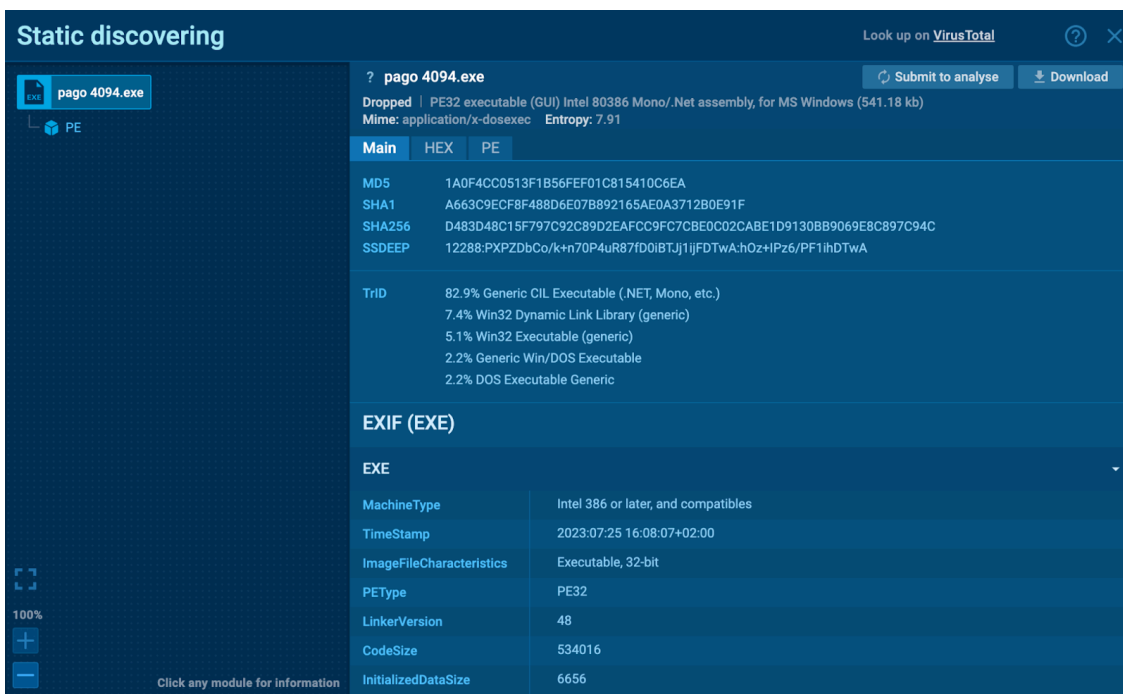 Static discovering
Look up on VirusTotal
pago 4094.exe
PE
? pago 4094.exe
Submit to analyse
Download
Dropped | PE32 executable (GUI) Intel 80386 Mono/.Net assembly, for MS Windows (541.18 kb)
Mime: application/x-dosexec Entropy: 7.91
Main HEX PE
MD5 1A0F4CC0513F1B56FEF01C815410C6EA
SHA1 A663C9ECF8F488D6E07B892165AE0A3712B0E91F
SHA256 D483D48C15F797C92C89D2EAFCC9FC7CBE0C02CABE1D9130BB9069E8C897C94C
SSDEEP 12288:PXPZDbCo/k+n70P4uR87fD0iBTJj1ijFDTwA:hOz+IPz6/PF1ihDTwA
TrID 82.9% Generic CIL Executable (.NET, Mono, etc.)
7.4% Win32 Dynamic Link Library (generic)
5.1% Win32 Executable (generic)
2.2% Generic Win/DOS Executable
2.2% DOS Executable Generic
EXIF (EXE)
EXE
MachineType Intel 386 or later, and compatibles
TimeStamp 2023:07:25 16:08:07+02:00
ImageFileCharacteristics Executable, 32-bit
PEType PE32
LinkerVersion 48
CodeSize 534016
InitializedDataSize 6656
100%
Click any module for information